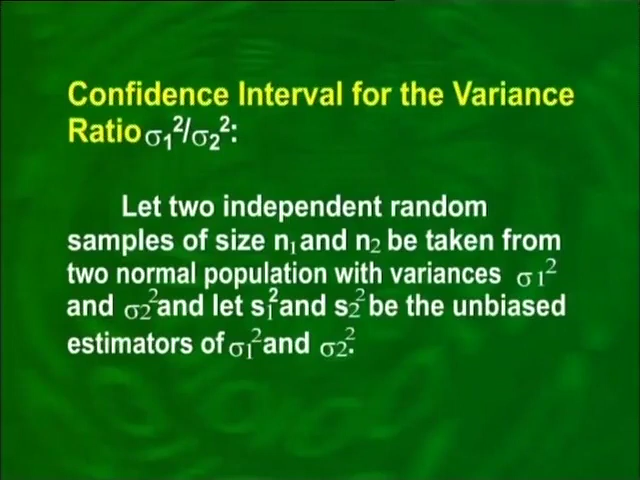 Confidence Interval for the Variance
Ratio σ₁²/σ₂²:
Let two independent random
samples of size n₁ and n₂ be taken from
two normal population with variances σ₁²
and σ₂² and let s₁² and s₂² be the unbiased
estimators of σ₁² and σ₂².